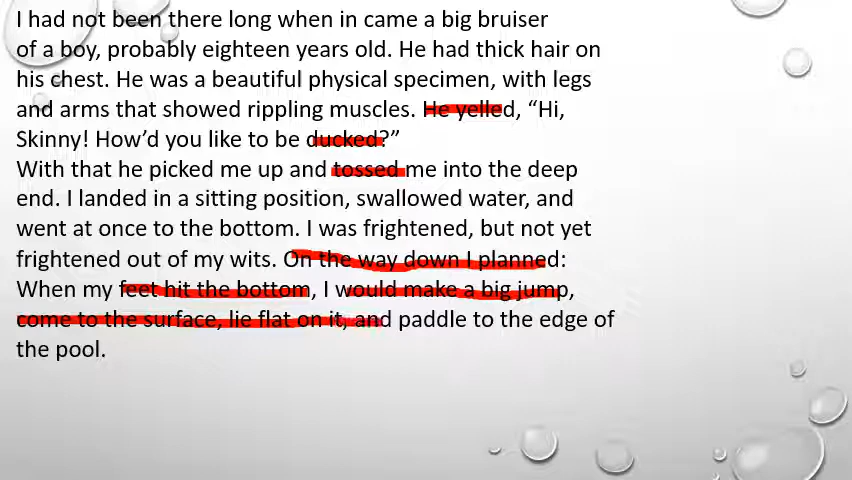 I had not been there long when in came a big bruiser
of a boy, probably eighteen years old. He had thick hair on
his chest. He was a beautiful physical specimen, with legs
and arms that showed rippling muscles. He yelled, “Hi,
Skinny! How’d you like to be ducked?”
With that he picked me up and tossed me into the deep
end. I landed in a sitting position, swallowed water, and
went at once to the bottom. I was frightened, but not yet
frightened out of my wits. On the way down I planned:
When my feet hit the bottom, I would make a big jump,
come to the surface, lie flat on it, and paddle to the edge of
the pool.